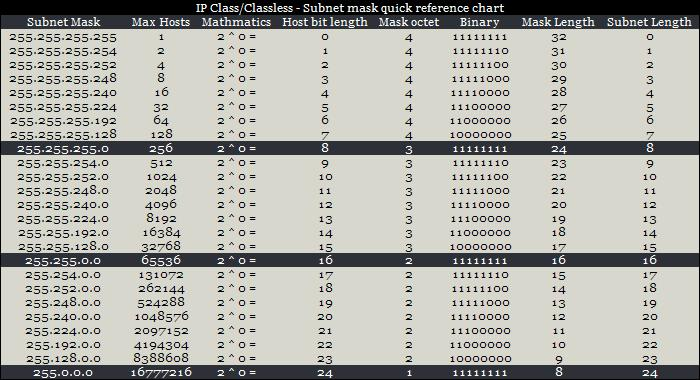 IP Class/Classless - Subnet mask quick reference chart
Subnet Mask Max Hosts Mathmatics Host bit length Mask octet Binary Mask Length Subnet Length
255.255.255.255 1 2 ^ 0 = 0 4 11111111 32 0
255.255.255.254 2 2 ^ 0 = 1 4 11111110 31 1
255.255.255.252 4 2 ^ 0 = 2 4 11111100 30 2
255.255.255.248 8 2 ^ 0 = 3 4 11111000 29 3
255.255.255.240 16 2 ^ 0 = 4 4 11110000 28 4
255.255.255.224 32 2 ^ 0 = 5 4 11100000 27 5
255.255.255.192 64 2 ^ 0 = 6 4 11000000 26 6
255.255.255.128 128 2 ^ 0 = 7 4 10000000 25 7
255.255.255.0 256 2 ^ 0 = 8 3 11111111 24 8
255.255.254.0 512 2 ^ 0 = 9 3 11111110 23 9
255.255.252.0 1024 2 ^ 0 = 10 3 11111100 22 10
255.255.248.0 2048 2 ^ 0 = 11 3 11111000 21 11
255.255.240.0 4096 2 ^ 0 = 12 3 11110000 20 12
255.255.224.0 8192 2 ^ 0 = 13 3 11100000 19 13
255.255.192.0 16384 2 ^ 0 = 14 3 11000000 18 14
255.255.128.0 32768 2 ^ 0 = 15 3 10000000 17 15
255.255.0.0 65536 2 ^ 0 = 16 2 11111111 16 16
255.254.0.0 131072 2 ^ 0 = 17 2 11111110 15 17
255.252.0.0 262144 2 ^ 0 = 18 2 11111100 14 18
255.248.0.0 524288 2 ^ 0 = 19 2 11111000 13 19
255.240.0.0 1048576 2 ^ 0 = 20 2 11110000 12 20
255.224.0.0 2097152 2 ^ 0 = 21 2 11100000 11 21
255.192.0.0 4194304 2 ^ 0 = 22 2 11000000 10 22
255.128.0.0 8388608 2 ^ 0 = 23 2 10000000 9 23
255.0.0.0 16777216 2 ^ 0 = 24 1 11111111 8 24